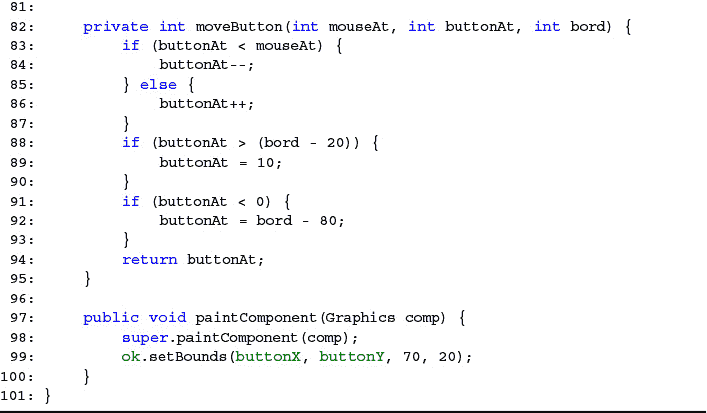 81:
82:     private int moveButton(int mouseAt, int buttonAt, int bord) {
83:         if (buttonAt < mouseAt) {
84:             buttonAt--;
85:         } else {
86:             buttonAt++;
87:         }
88:         if (buttonAt > (bord - 20)) {
89:             buttonAt = 10;
90:         }
91:         if (buttonAt < 0) {
92:             buttonAt = bord - 80;
93:         }
94:         return buttonAt;
95:     }
96:
97:     public void paintComponent(Graphics comp) {
98:         super.paintComponent(comp);
99:         ok.setBounds(buttonX, buttonY, 70, 20);
100:     }
101: }